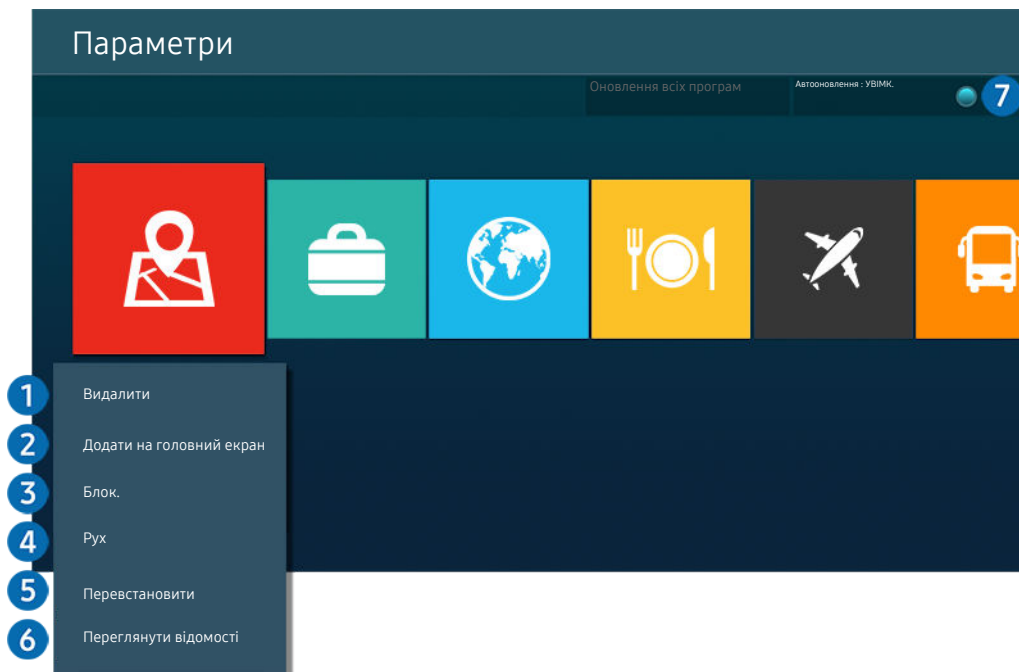 Параметри
Оновлення всіх програм
Автооновлення : УВІМК.
7
1 Видалити
2 Додати на головний екран
3 Блок.
4 Рух
5 Перевстановити
6 Переглянути відомості